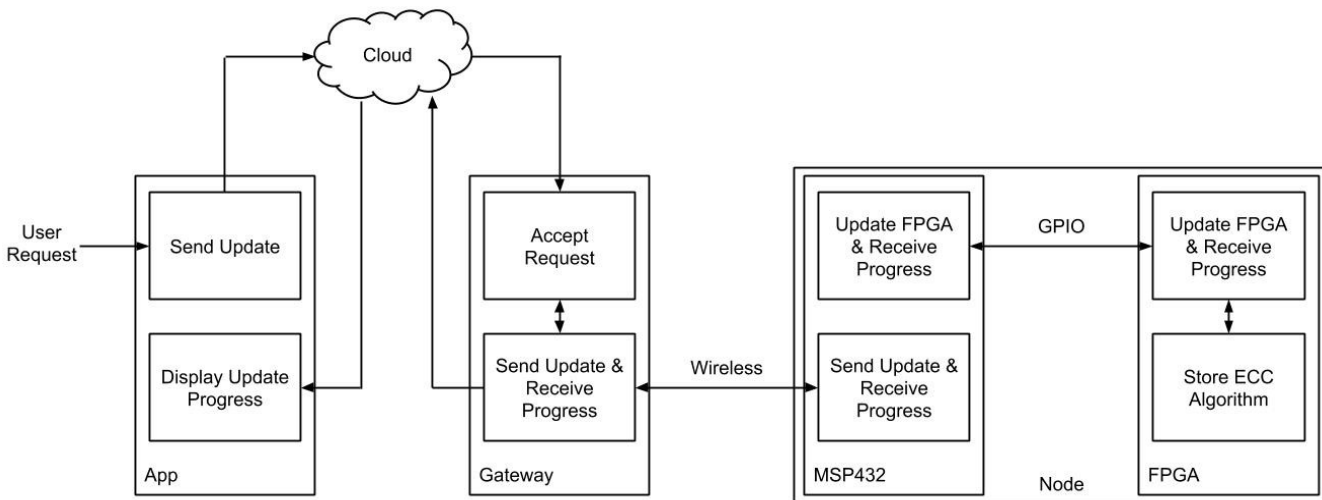 Cloud
User
Request
Send Update
Display Update
Progress
App
Accept
Request
Send Update &
Receive
Progress
Gateway
Wireless
Update FPGA
& Receive
Progress
Send Update &
Receive
Progress
MSP432
GPIO
Node
Update FPGA
& Receive
Progress
Store ECC
Algorithm
FPGA